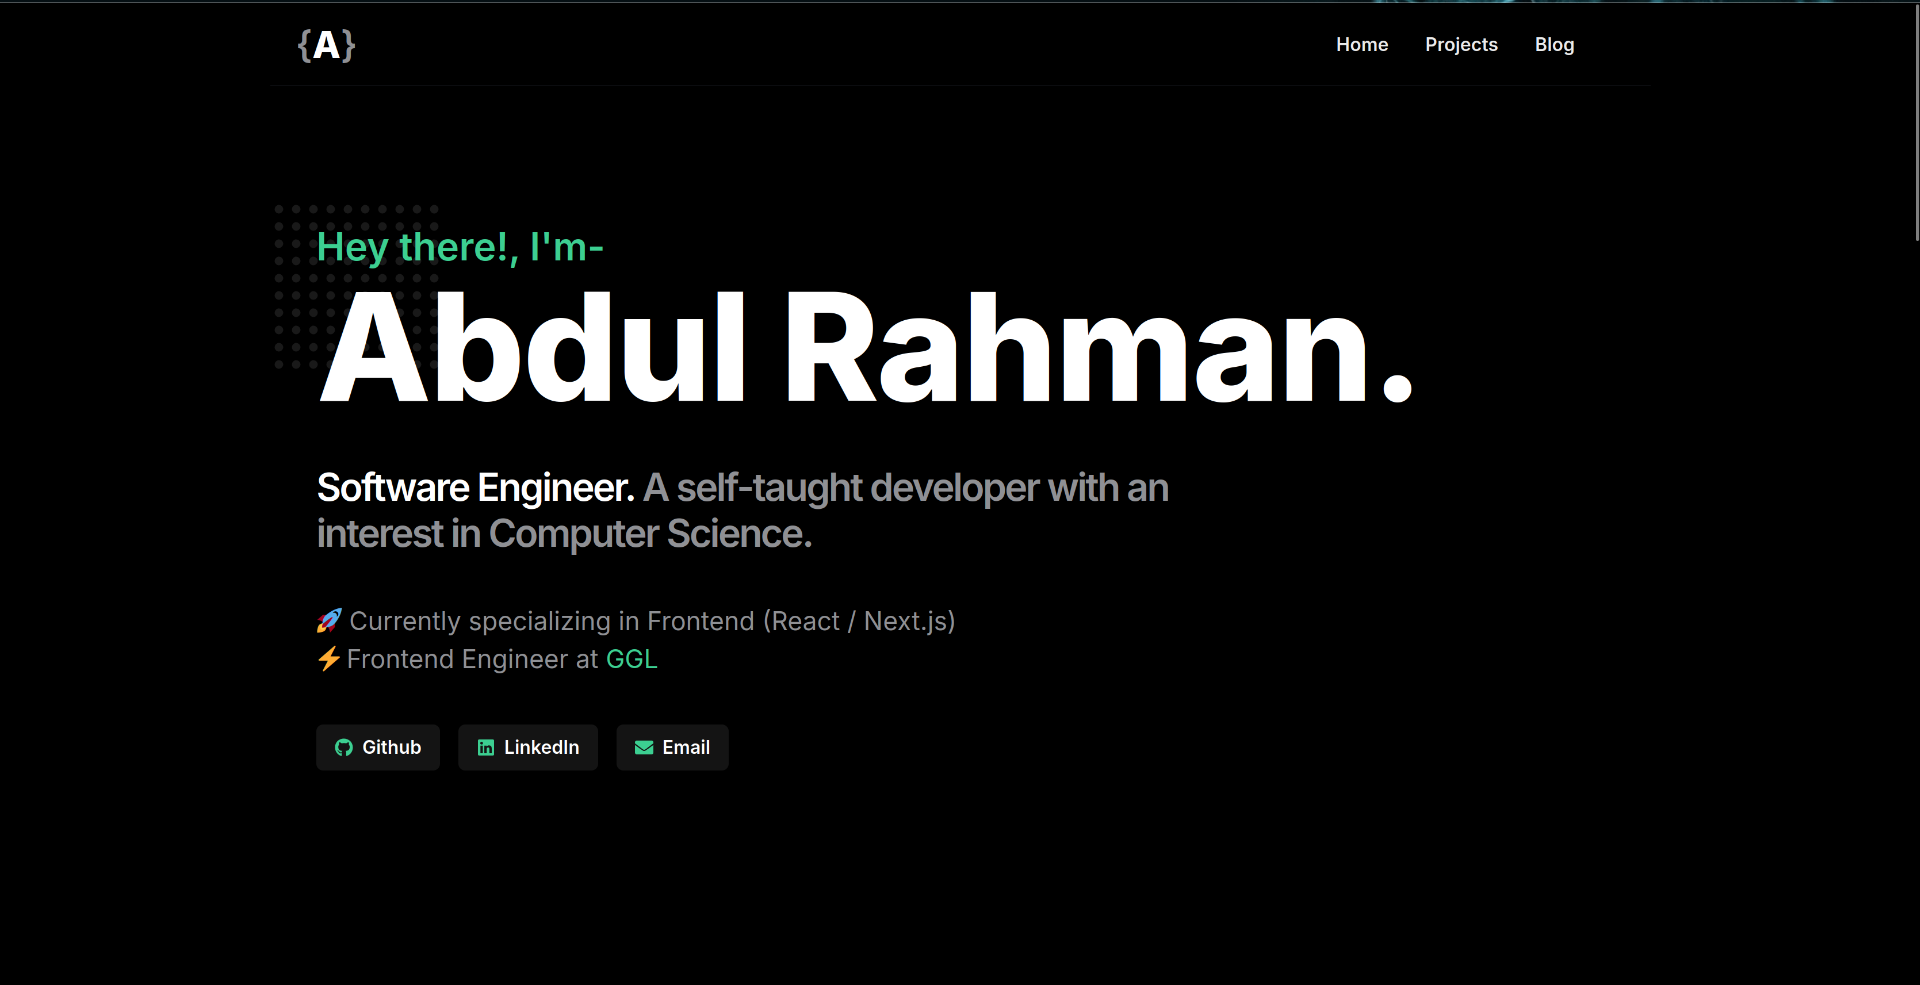 {A}
Home Projects Blog
Hey there!, I'm-
Abdul Rahman.
Software Engineer. A self-taught developer with an
interest in Computer Science.
🚀 Currently specializing in Frontend (React / Next.js)
⚡ Frontend Engineer at GGL
Github LinkedIn Email